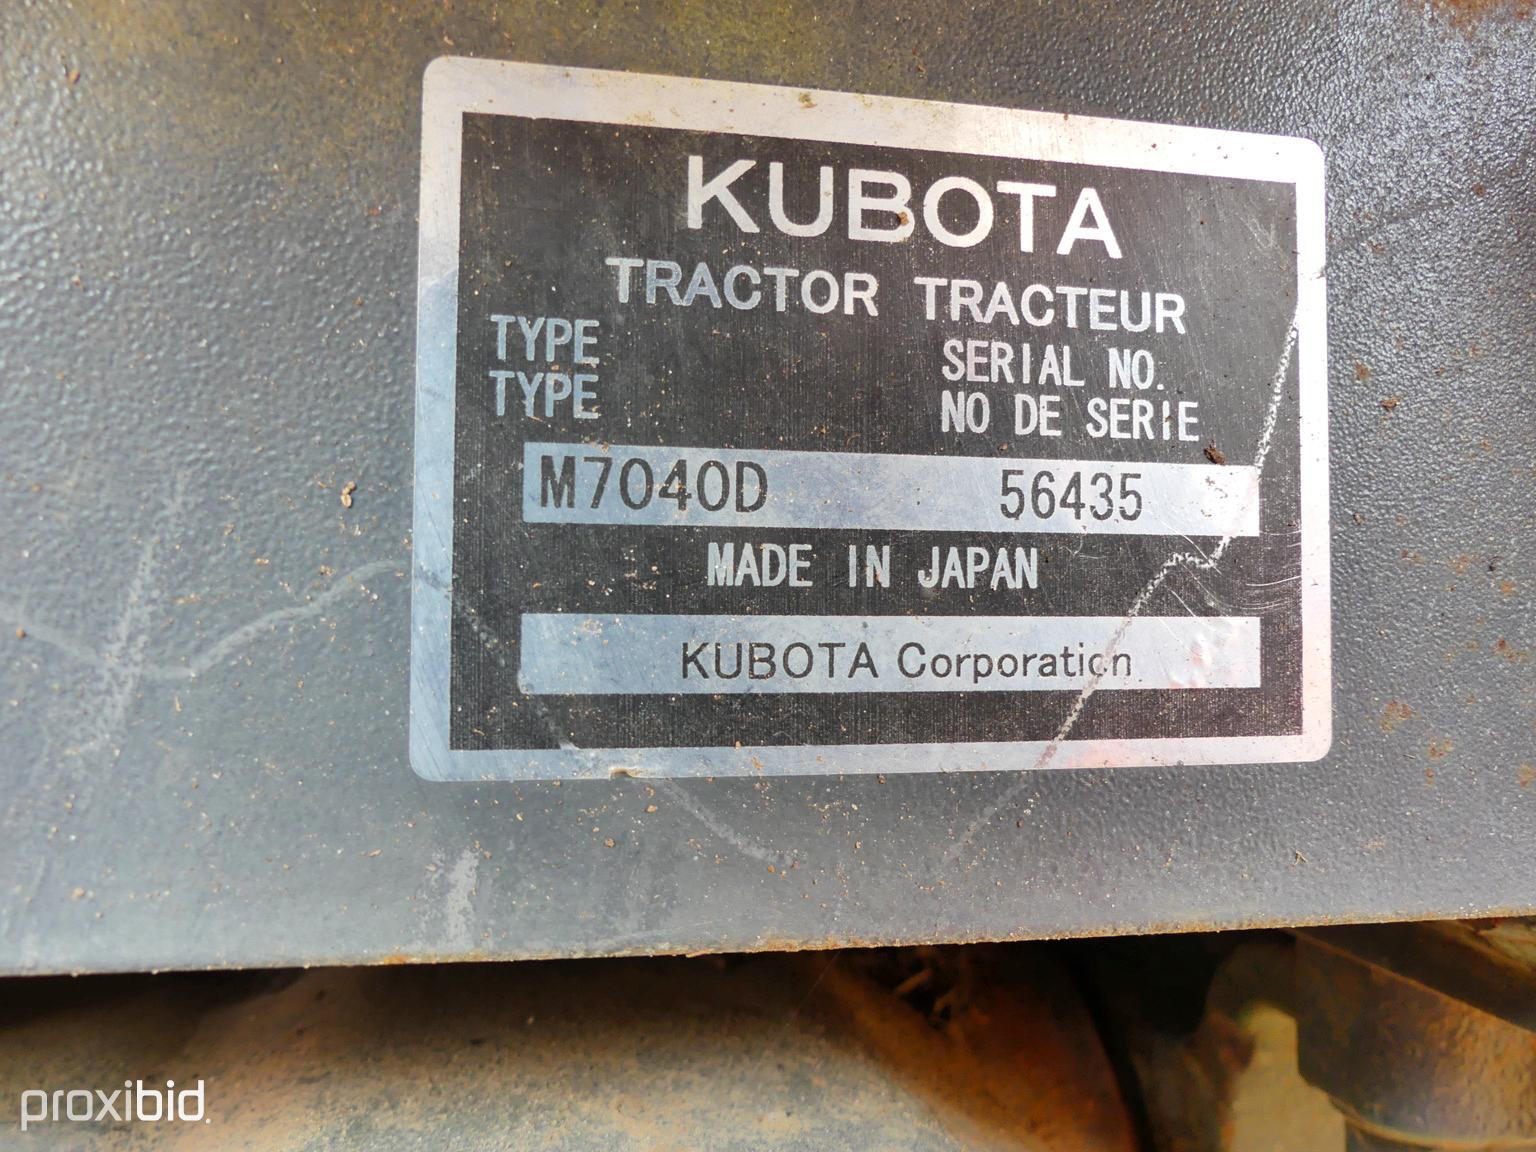 KUBOTA
TRACTOR TRACTEUR
TYPE SERIAL NO.
TYPE NO DE SERIE
M7040D 56435
MADE IN JAPAN
KUBOTA Corporation
proxibid.